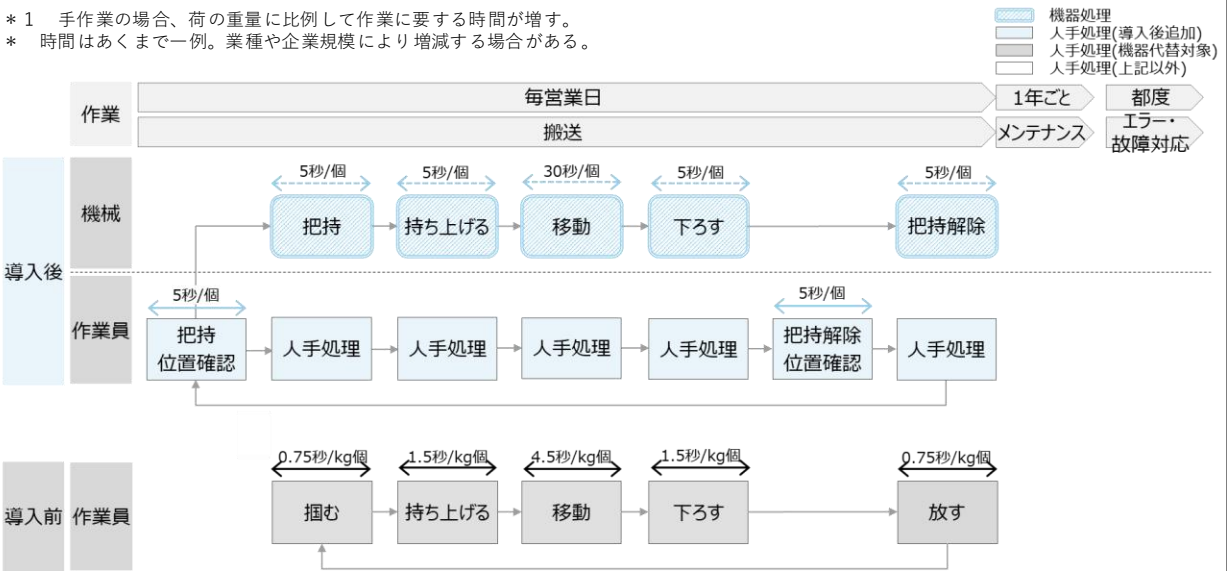 ＊1　手作業の場合、荷の重量に比例して作業に要する時間が増す。
＊　時間はあくまで一例。業種や企業規模により増減する場合がある。
機器処理
人手処理(導入後追加)
人手処理(機器代替対象)
人手処理(上記以外)
作業
毎営業日
1年ごと
都度
搬送
メンテナンス
エラー・
故障対応
導入後
機械
5秒/個
5秒/個
30秒/個
5秒/個
5秒/個
把持
持ち上げる
移動
下ろす
把持解除
作業員
5秒/個
5秒/個
把持
位置確認
人手処理
人手処理
人手処理
人手処理
把持解除
位置確認
人手処理
導入前
作業員
0.75秒/kg個
1.5秒/kg個
4.5秒/kg個
1.5秒/kg個
0.75秒/kg個
掴む
持ち上げる
移動
下ろす
放す